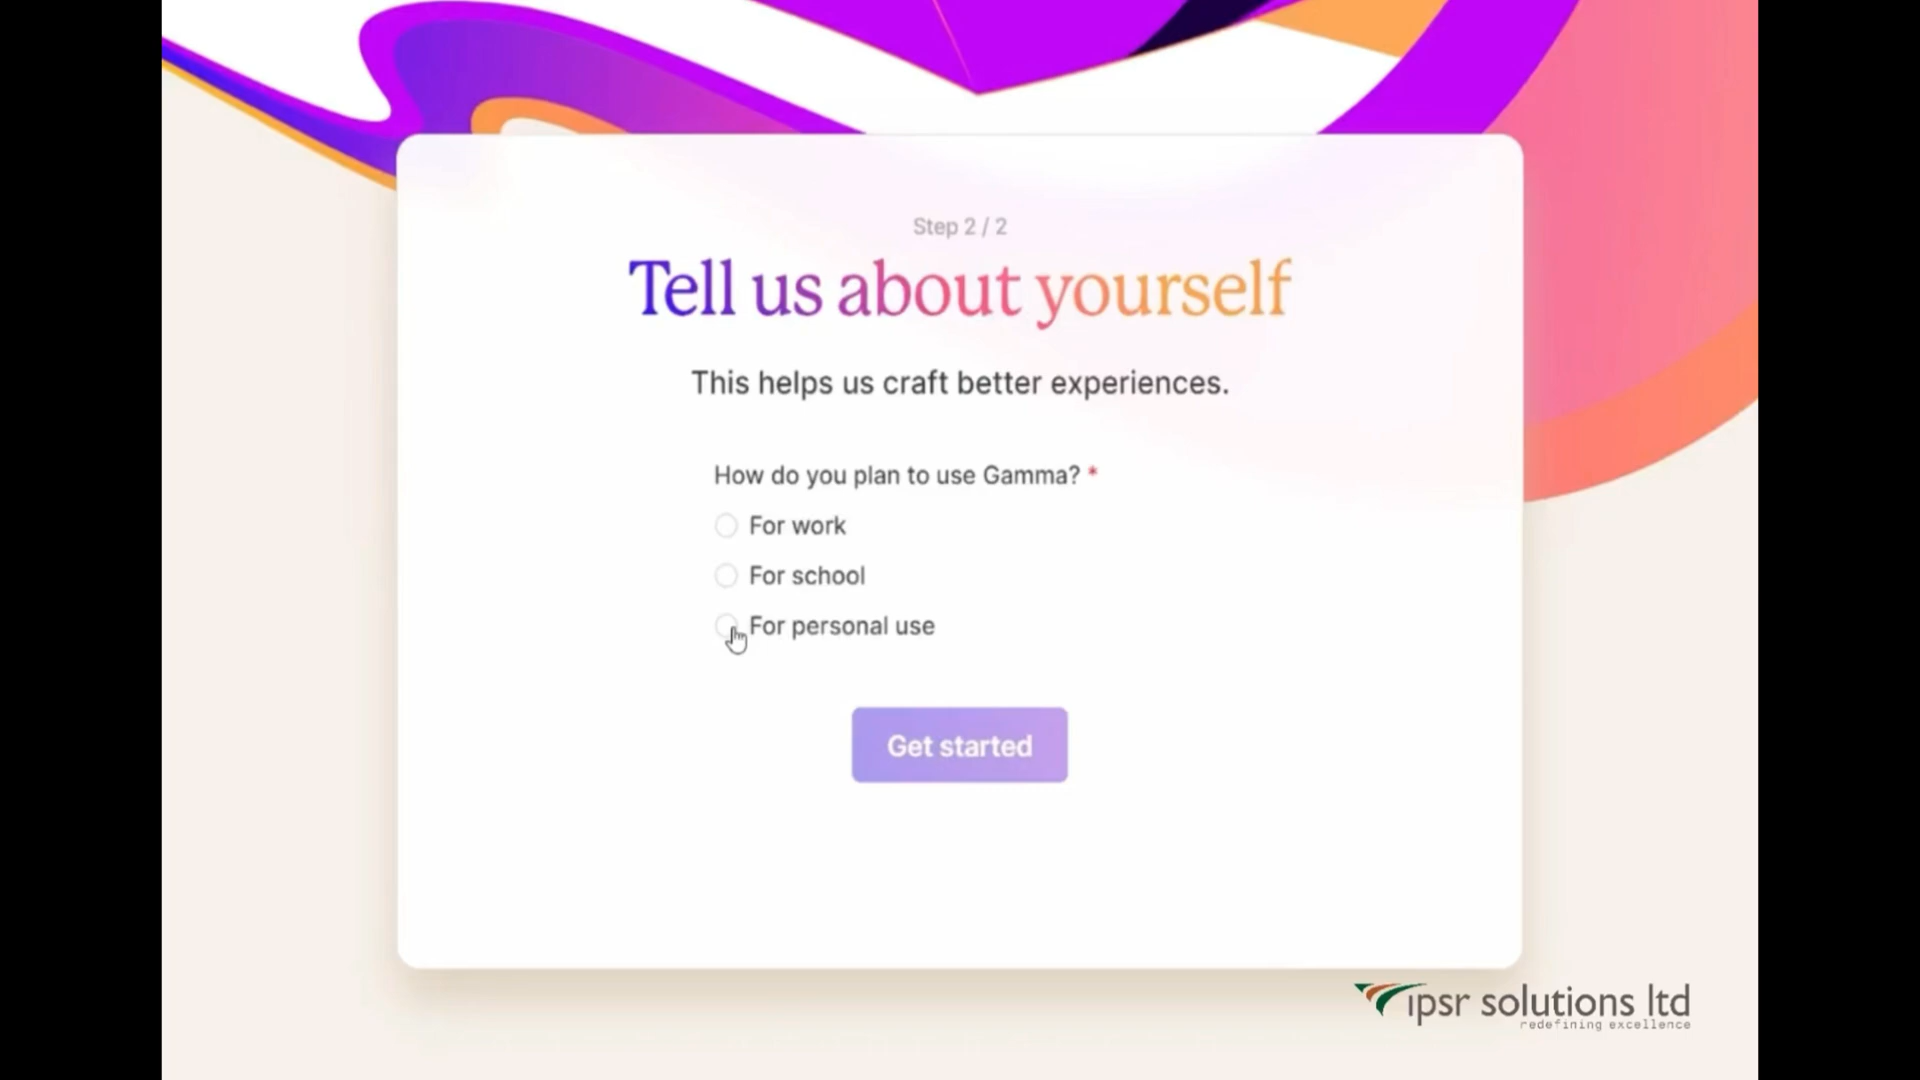 Step 2 / 2
Tell us about yourself
This helps us craft better experiences.
How do you plan to use Gamma? *
For work
For school
For personal use
Get started
ipsr solutions ltd
redefining excellence